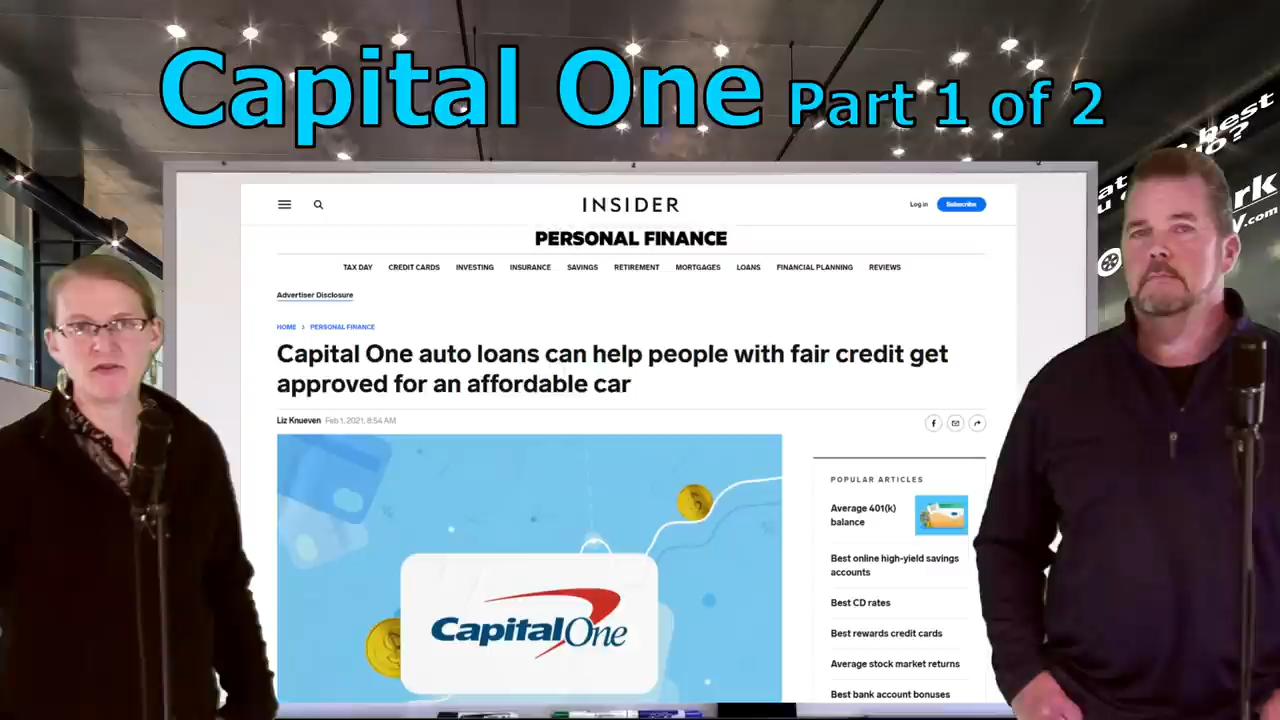 Capital One Part 1 of 2
best
?
rk
.com
INSIDER
Log in
Subscribe
PERSONAL FINANCE
TAX DAY CREDIT CARDS INVESTING INSURANCE SAVINGS RETIREMENT MORTGAGES LOANS FINANCIAL PLANNING REVIEWS
Advertiser Disclosure
HOME > PERSONAL FINANCE
Capital One auto loans can help people with fair credit get
approved for an affordable car
Liz Knueven Feb 1, 2021, 8:54 AM
CapitalOne
POPULAR ARTICLES
Average 401(k)
balance
Best online high-yield savings
accounts
Best CD rates
Best rewards credit cards
Average stock market returns
Best bank account bonuses